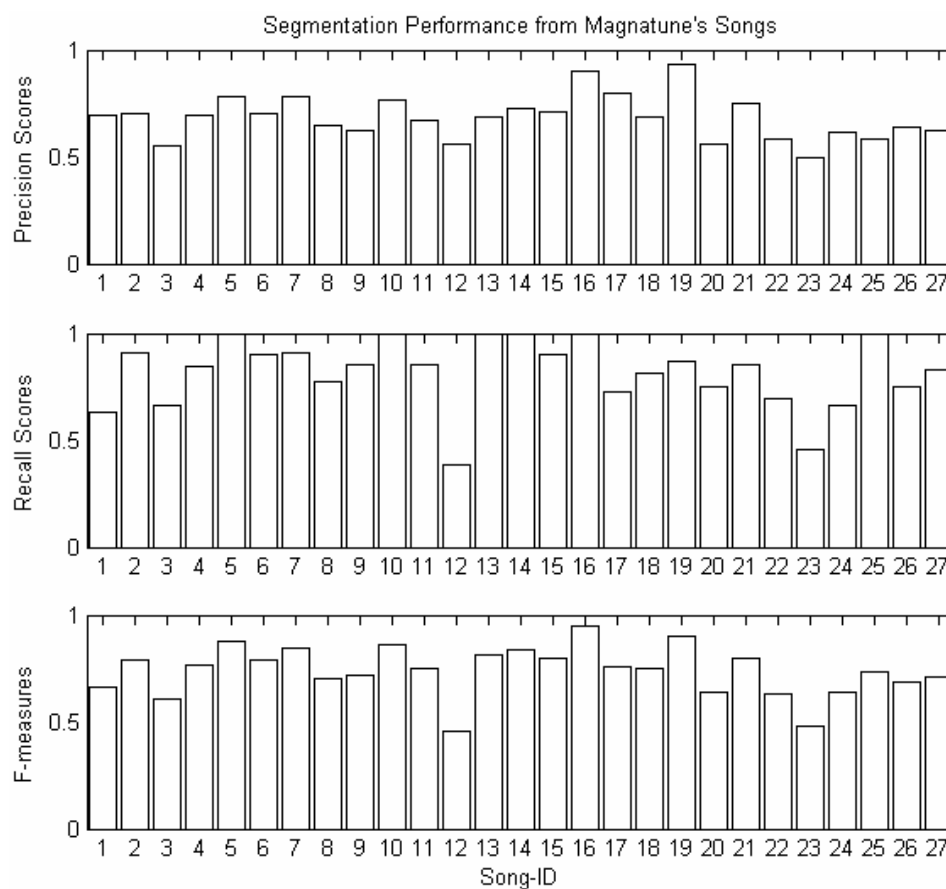 Segmentation Performance from Magnatune's Songs
Precision Scores
1
0.5
0
1 2 3 4 5 6 7 8 9 10 11 12 13 14 15 16 17 18 19 20 21 22 23 24 25 26 27
Recall Scores
1
0.5
0
1 2 3 4 5 6 7 8 9 10 11 12 13 14 15 16 17 18 19 20 21 22 23 24 25 26 27
F-measures
1
0.5
0
1 2 3 4 5 6 7 8 9 10 11 12 13 14 15 16 17 18 19 20 21 22 23 24 25 26 27
Song-ID